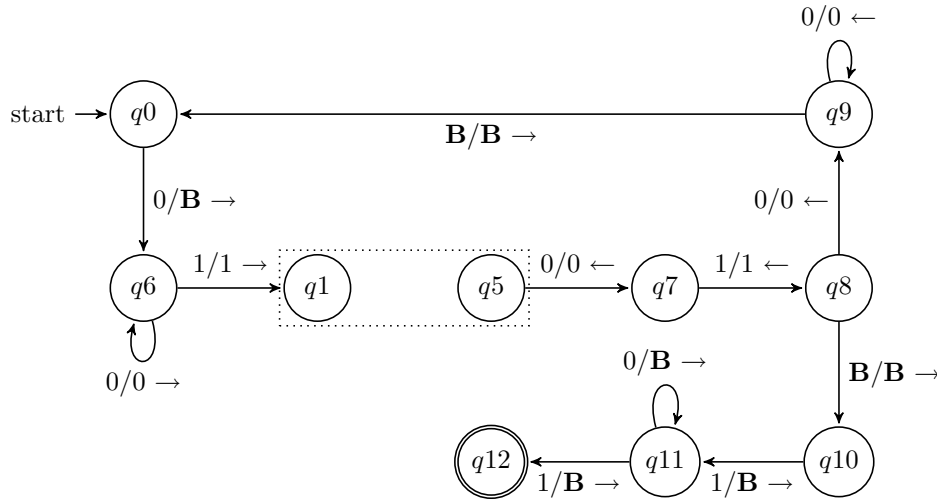 0/0 ←
start
q0
q9
B/B →
0/B →
0/0 ←
1/1 →
0/0 ←
1/1 ←
q6
q1
q5
q7
q8
0/0 →
0/B →
B/B →
q12
q11
q10
1/B →
1/B →